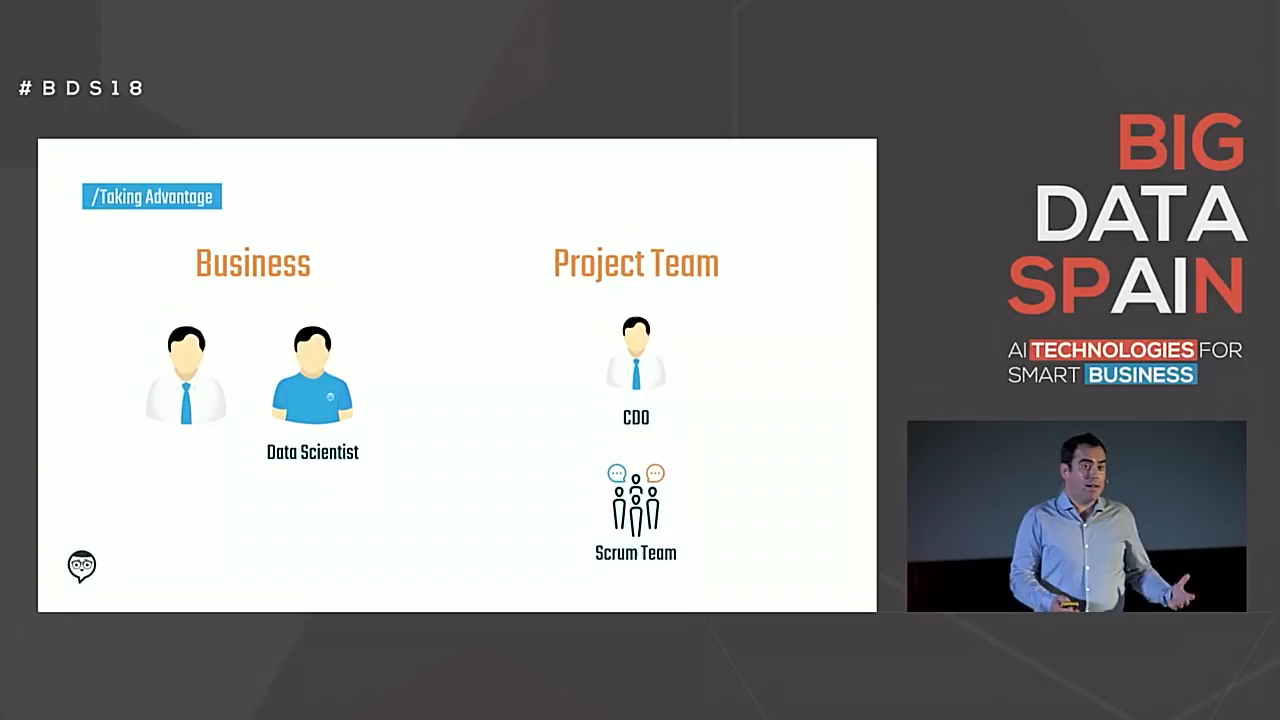 #BDS18
/Taking Advantage
Business
Project Team
CDO
Data Scientist
Scrum Team
BIG
DATA
SPAIN
AI TECHNOLOGIES FOR
SMART BUSINESS